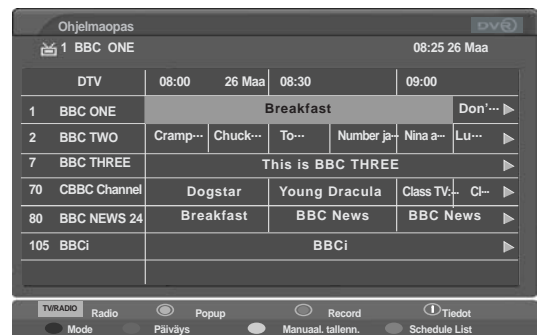 Ohjelmaopas DVR
1 BBC ONE 08:25 26 Maa
DTV 08:00 26 Maa 08:30 09:00
1 BBC ONE Breakfast Don'...
2 BBC TWO Cramp... Chuck... To... Number ja... Nina a... Lu...
7 BBC THREE This is BBC THREE
70 CBBC Channel Dogstar Young Dracula Class TV:... Cl...
80 BBC NEWS 24 Breakfast BBC News BBC News
105 BBCi BBCi
TV/RADIO Radio Popup Record Tiedot
Mode Päiväys Manuaal. tallenn. Schedule List